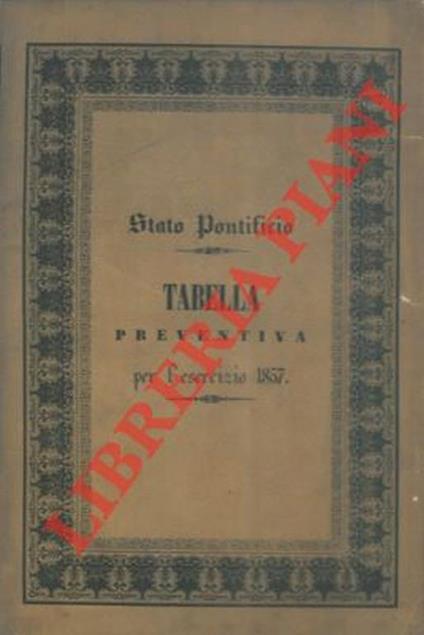 Stato Pontificio
TABELLA
PREVENTIVA
per l'esercizio 1857.
LIBRERIA PIANI